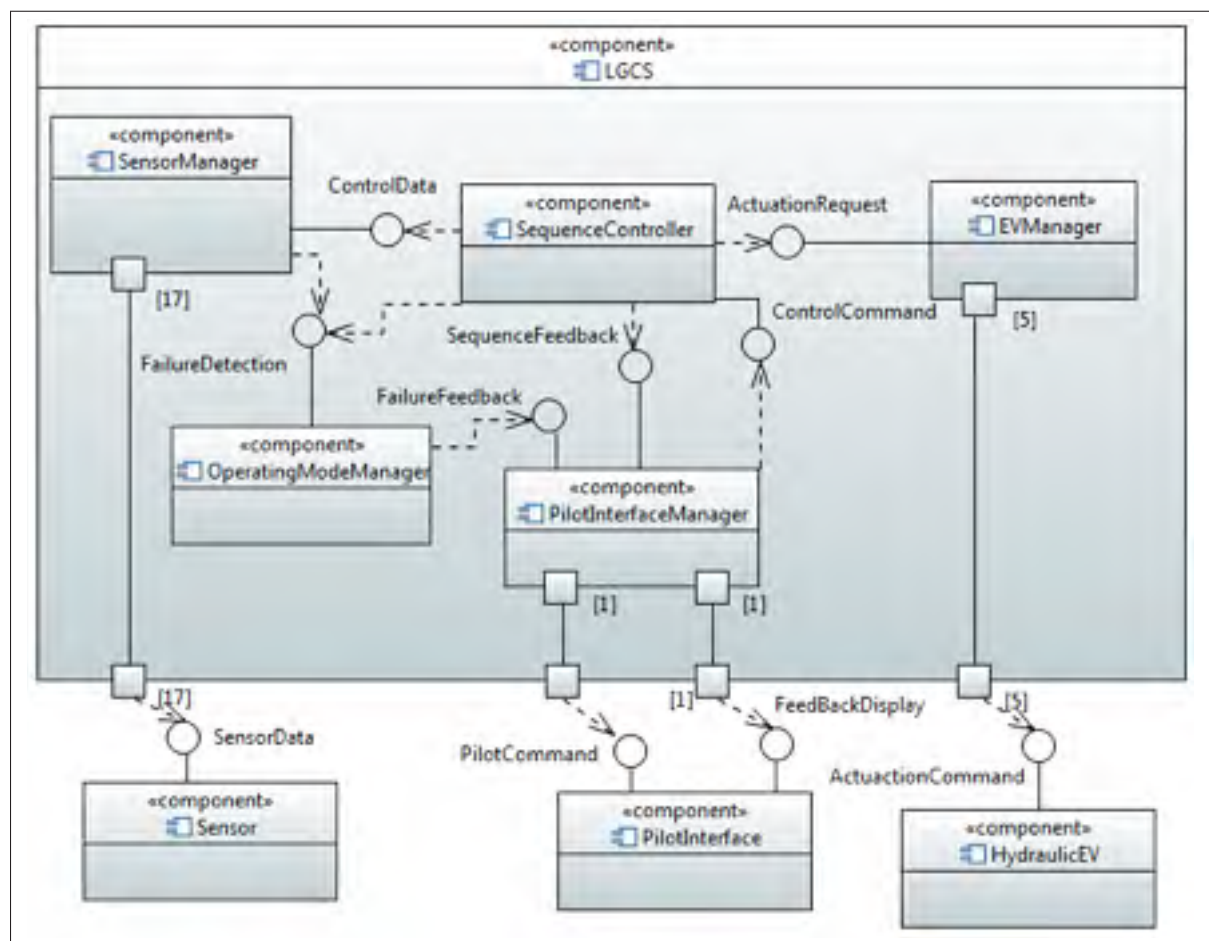 «component»
LGCS
«component»
SensorManager
ControlData
«component»
SequenceController
ActuationRequest
«component»
EVManager
[17]
[5]
ControlCommand
SequenceFeedback
FailureDetection
FailureFeedback
«component»
OperatingModeManager
«component»
PilotInterfaceManager
[1]
[1]
[17]
[1]
FeedBackDisplay
[5]
SensorData
PilotCommand
ActuactionCommand
«component»
Sensor
«component»
PilotInterface
«component»
HydraulicEV